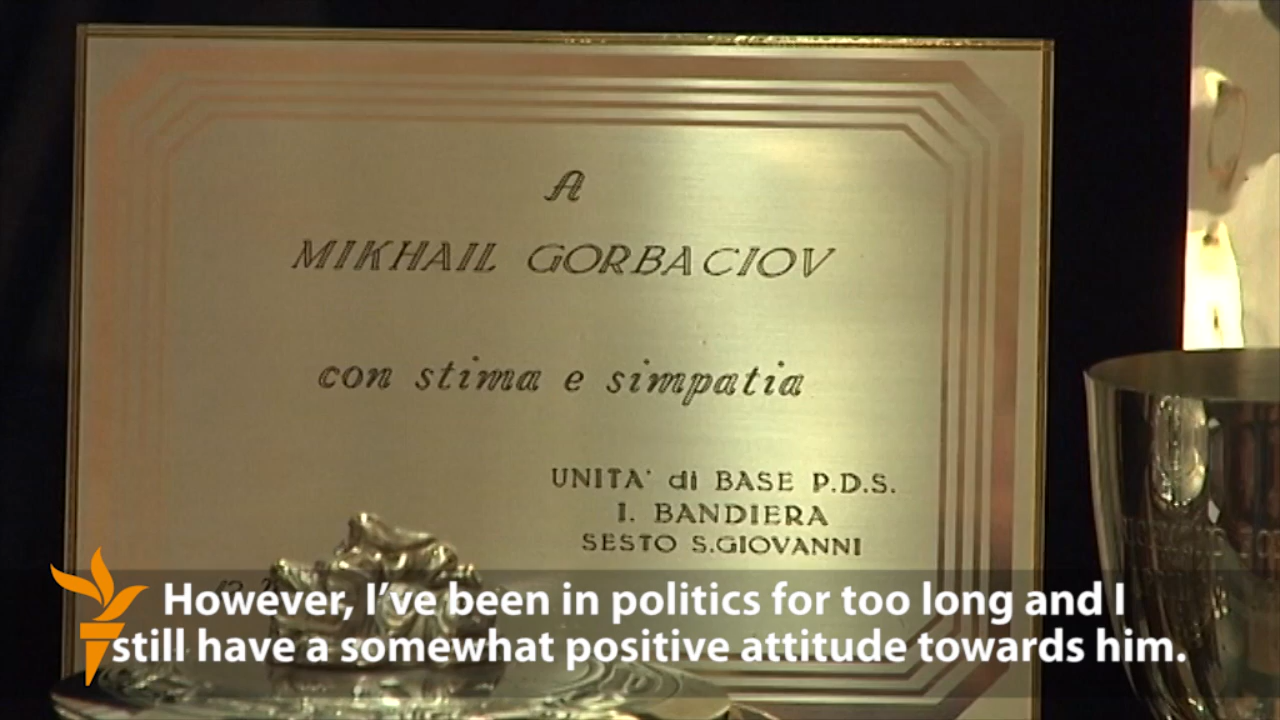 A
MIKHAIL GORBACIOV
con stima e simpatia
UNITA' di BASE P.D.S.
I. BANDIERA
SESTO S.GIOVANNI
However, I've been in politics for too long and I
still have a somewhat positive attitude towards him.